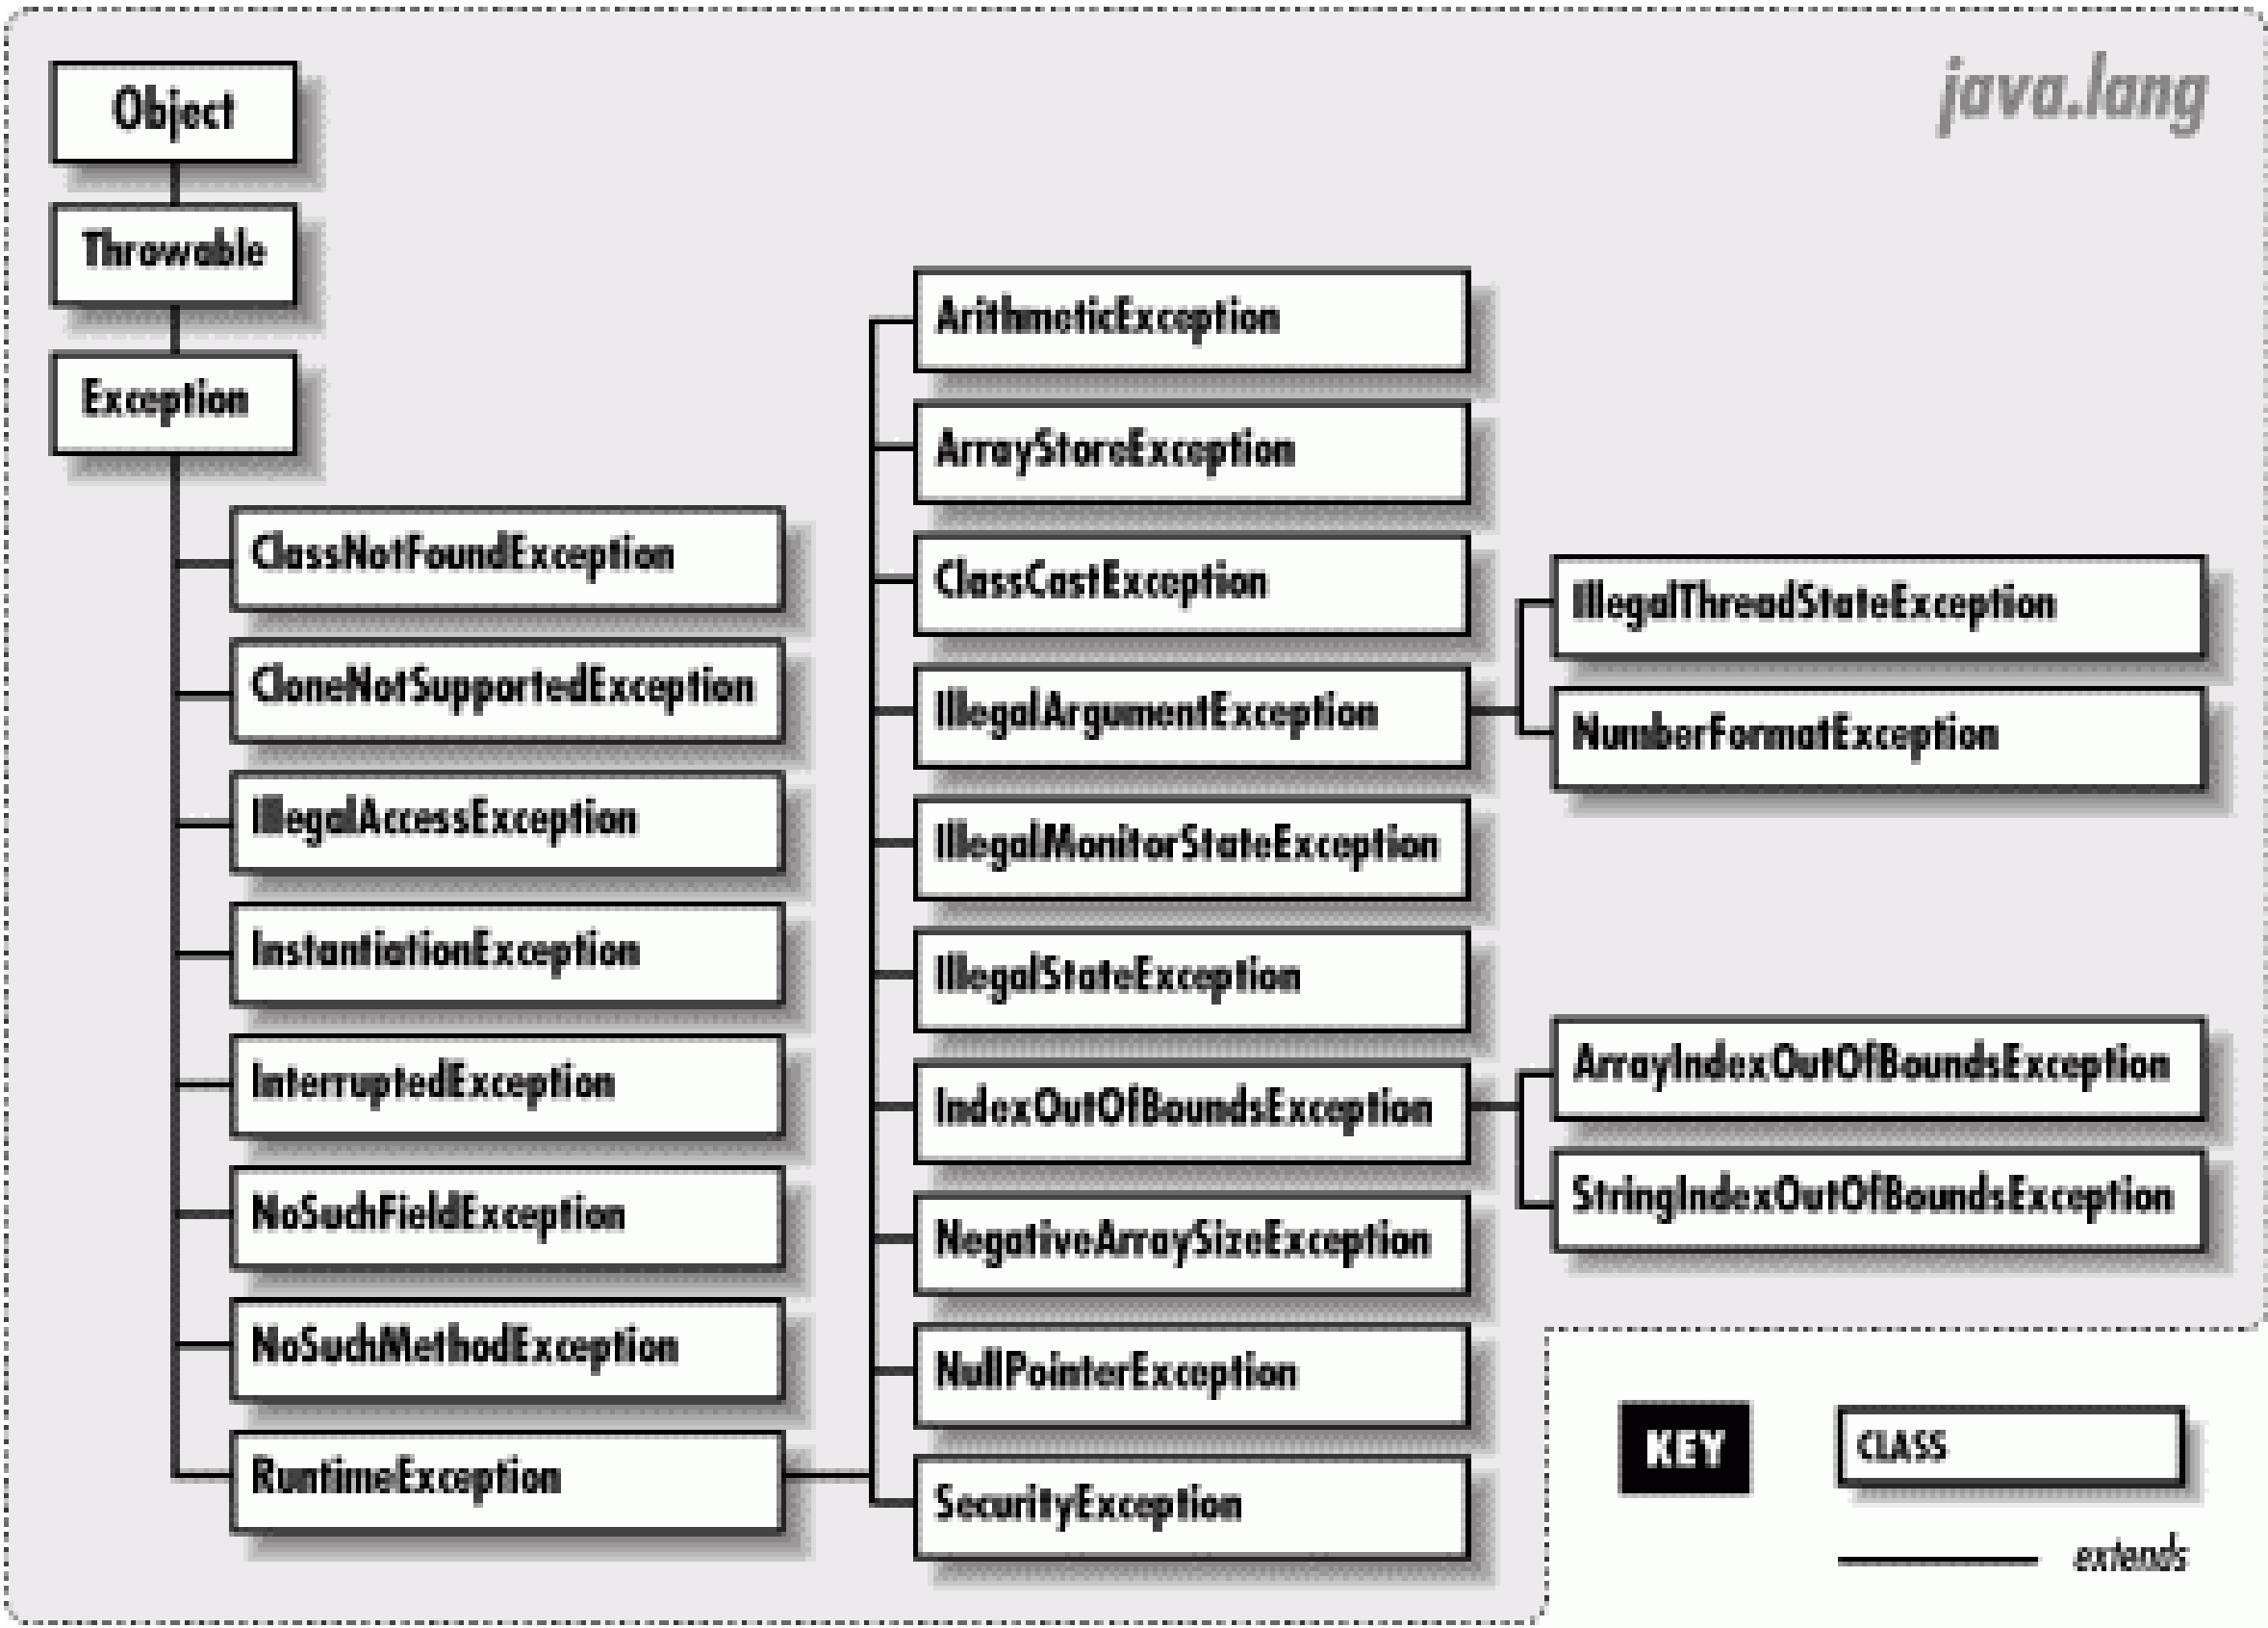 java.lang
Object
Throwable
Exception
ClassNotFoundException
CloneNotSupportedException
IllegalAccessException
InstantiationException
InterruptedException
NoSuchFieldException
NoSuchMethodException
RuntimeException
ArithmeticException
ArrayStoreException
ClassCastException
IllegalArgumentException
IllegalMonitorStateException
IllegalStateException
IndexOutOfBoundsException
NegativeArraySizeException
NullPointerException
SecurityException
IllegalThreadStateException
NumberFormatException
ArrayIndexOutOfBoundsException
StringIndexOutOfBoundsException
KEY
CLASS
extends